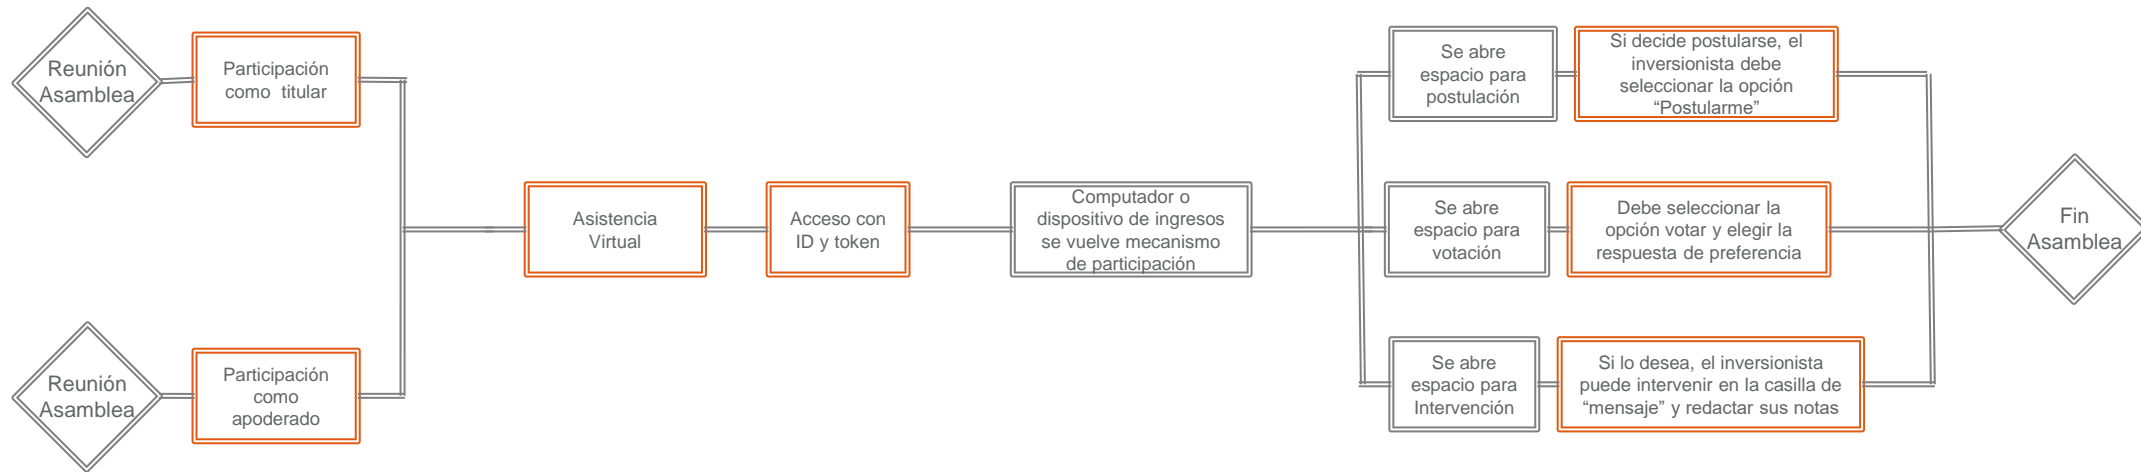 Reunión
Asamblea
Participación
como titular
Reunión
Asamblea
Participación
como
apoderado
Asistencia
Virtual
Acceso con
ID y token
Computador o
dispositivo de ingresos
se vuelve mecanismo
de participación
Se abre
espacio para
postulación
Si decide postularse, el
inversionista debe
seleccionar la opción
“Postularme”
Se abre
espacio para
votación
Debe seleccionar la
opción votar y elegir la
respuesta de preferencia
Se abre
espacio para
Intervención
Si lo desea, el inversionista
puede intervenir en la casilla de
“mensaje” y redactar sus notas
Fin
Asamblea